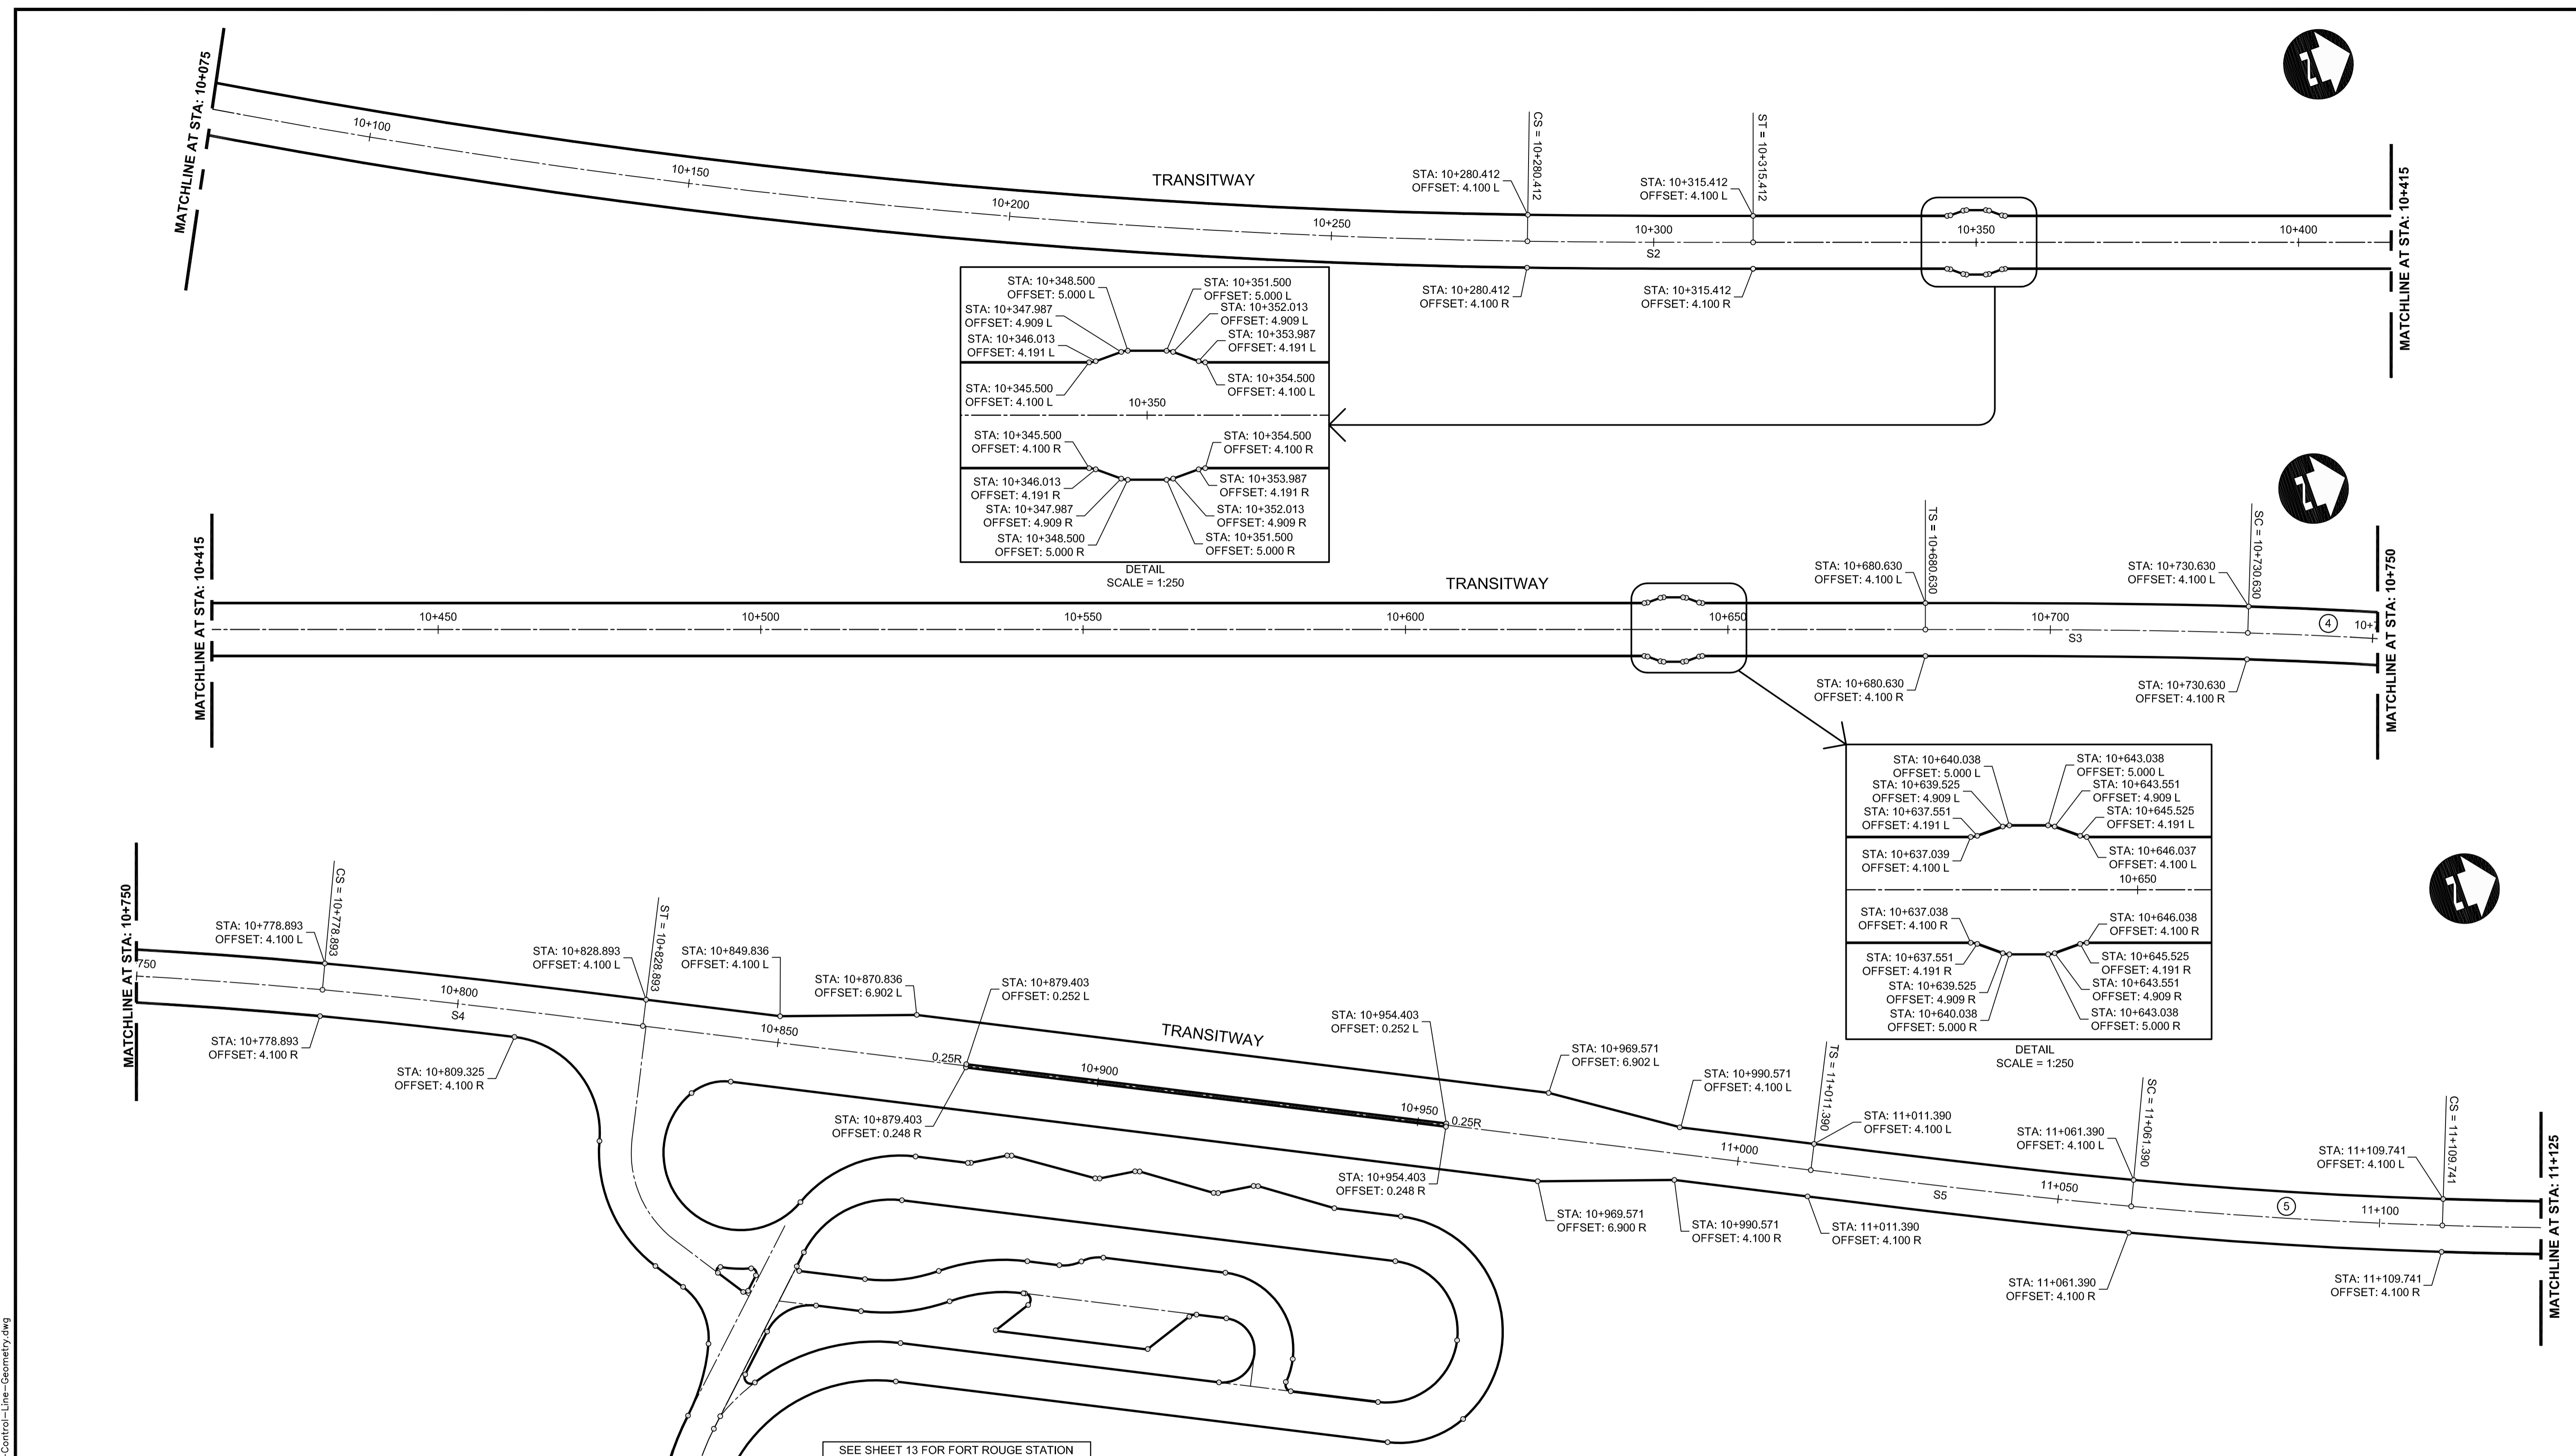 MATCHLINE AT STA: 10+075
10+100
10+150
TRANSITWAY
10+200
10+250
STA: 10+280.412
OFFSET: 4.100 L
CS = 10+280.412
STA: 10+315.412
OFFSET: 4.100 L
ST = 10+315.412
10+300
S2
10+350
10+400
MATCHLINE AT STA: 10+415
STA: 10+280.412
OFFSET: 4.100 R
STA: 10+315.412
OFFSET: 4.100 R
STA: 10+348.500
OFFSET: 5.000 L
STA: 10+351.500
OFFSET: 5.000 L
STA: 10+347.987
OFFSET: 4.909 L
STA: 10+352.013
OFFSET: 4.909 L
STA: 10+346.013
OFFSET: 4.191 L
STA: 10+353.987
OFFSET: 4.191 L
STA: 10+345.500
OFFSET: 4.100 L
STA: 10+354.500
OFFSET: 4.100 L
10+350
STA: 10+345.500
OFFSET: 4.100 R
STA: 10+354.500
OFFSET: 4.100 R
STA: 10+346.013
OFFSET: 4.191 R
STA: 10+353.987
OFFSET: 4.191 R
STA: 10+347.987
OFFSET: 4.909 R
STA: 10+352.013
OFFSET: 4.909 R
STA: 10+348.500
OFFSET: 5.000 R
STA: 10+351.500
OFFSET: 5.000 R
DETAIL
SCALE = 1:250
MATCHLINE AT STA: 10+415
10+450
10+500
10+550
TRANSITWAY
10+600
10+650
STA: 10+680.630
OFFSET: 4.100 L
TS = 10+680.630
10+700
S3
STA: 10+730.630
OFFSET: 4.100 L
SC = 10+730.630
4
10+7
MATCHLINE AT STA: 10+750
STA: 10+680.630
OFFSET: 4.100 R
STA: 10+730.630
OFFSET: 4.100 R
STA: 10+640.038
OFFSET: 5.000 L
STA: 10+643.038
OFFSET: 5.000 L
STA: 10+639.525
OFFSET: 4.909 L
STA: 10+643.551
OFFSET: 4.909 L
STA: 10+637.551
OFFSET: 4.191 L
STA: 10+645.525
OFFSET: 4.191 L
STA: 10+637.039
OFFSET: 4.100 L
STA: 10+646.037
OFFSET: 4.100 L
10+650
STA: 10+637.038
OFFSET: 4.100 R
STA: 10+646.038
OFFSET: 4.100 R
STA: 10+637.551
OFFSET: 4.191 R
STA: 10+645.525
OFFSET: 4.191 R
STA: 10+639.525
OFFSET: 4.909 R
STA: 10+643.551
OFFSET: 4.909 R
STA: 10+640.038
OFFSET: 5.000 R
STA: 10+643.038
OFFSET: 5.000 R
DETAIL
SCALE = 1:250
MATCHLINE AT STA: 10+750
750
STA: 10+778.893
OFFSET: 4.100 L
CS = 10+778.893
10+800
S4
STA: 10+778.893
OFFSET: 4.100 R
STA: 10+809.325
OFFSET: 4.100 R
STA: 10+828.893
OFFSET: 4.100 L
ST = 10+828.893
STA: 10+849.836
OFFSET: 4.100 L
10+850
STA: 10+870.836
OFFSET: 6.902 L
STA: 10+879.403
OFFSET: 0.252 L
0.25R
STA: 10+879.403
OFFSET: 0.248 R
TRANSITWAY
10+900
10+950
STA: 10+954.403
OFFSET: 0.252 L
0.25R
STA: 10+954.403
OFFSET: 0.248 R
STA: 10+969.571
OFFSET: 6.902 L
STA: 10+990.571
OFFSET: 4.100 L
STA: 10+969.571
OFFSET: 6.900 R
STA: 10+990.571
OFFSET: 4.100 R
11+000
TS = 11+011.390
STA: 11+011.390
OFFSET: 4.100 L
STA: 11+011.390
OFFSET: 4.100 R
S5
STA: 11+061.390
OFFSET: 4.100 L
SC = 11+061.390
11+050
STA: 11+061.390
OFFSET: 4.100 R
5
11+100
STA: 11+109.741
OFFSET: 4.100 L
CS = 11+109.741
STA: 11+109.741
OFFSET: 4.100 R
MATCHLINE AT STA: 11+125
SEE SHEET 13 FOR FORT ROUGE STATION
-Control-Line-Geometry.dwg